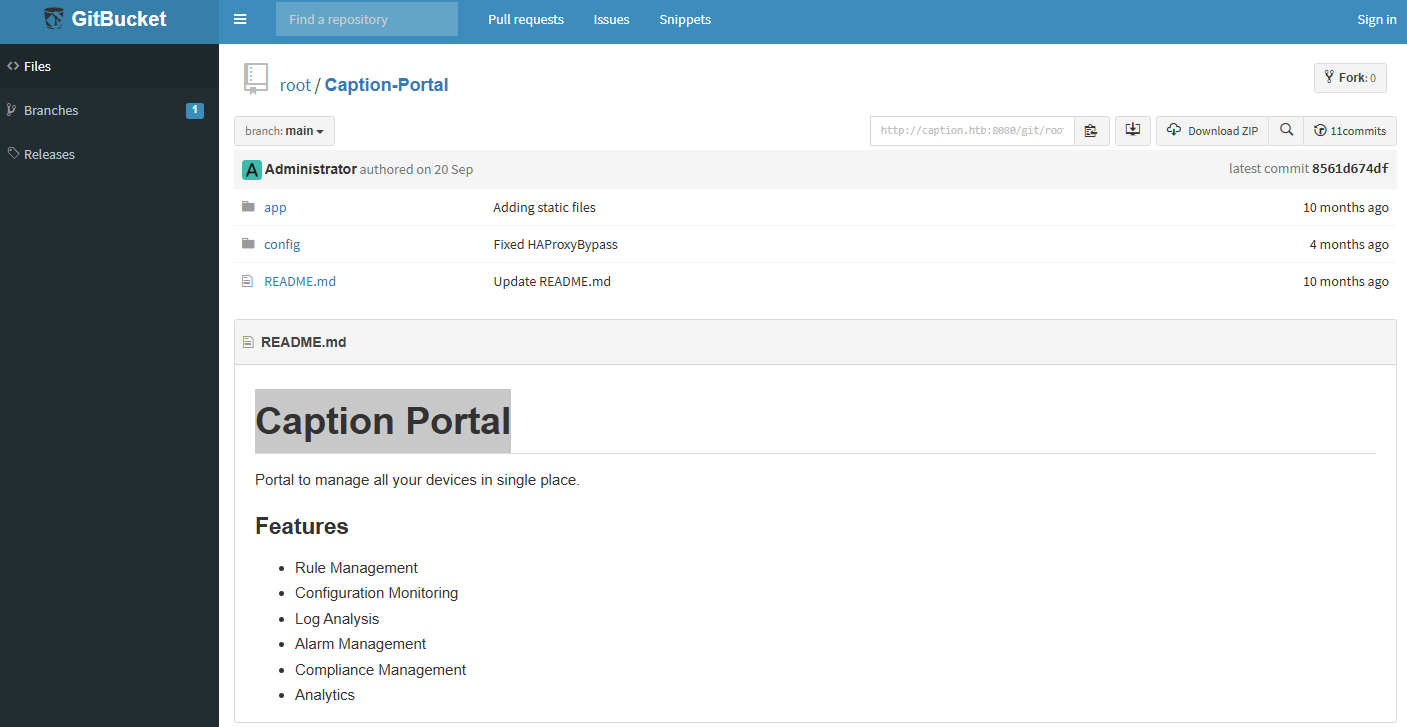 GitBucket
Find a repository
Pull requests
Issues
Snippets
Sign in
Files
Branches
1
Releases
root / Caption-Portal
Fork: 0
branch: main
http://caption.htb:8080/git/roo
Download ZIP
11commits
A Administrator authored on 20 Sep
latest commit 8561d674df
app Adding static files 10 months ago
config Fixed HAProxyBypass 4 months ago
README.md Update README.md 10 months ago
README.md
Caption Portal
Portal to manage all your devices in single place.
Features
• Rule Management
• Configuration Monitoring
• Log Analysis
• Alarm Management
• Compliance Management
• Analytics